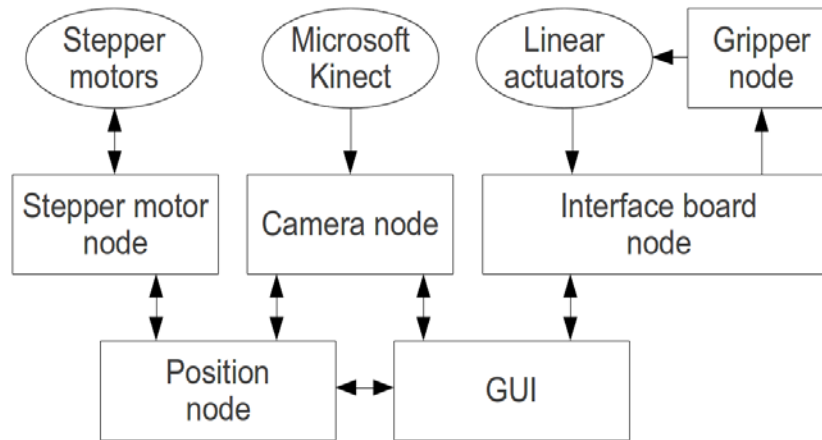 Stepper
motors
Microsoft
Kinect
Linear
actuators
Gripper
node
Stepper motor
node
Camera node
Interface board
node
Position
node
GUI